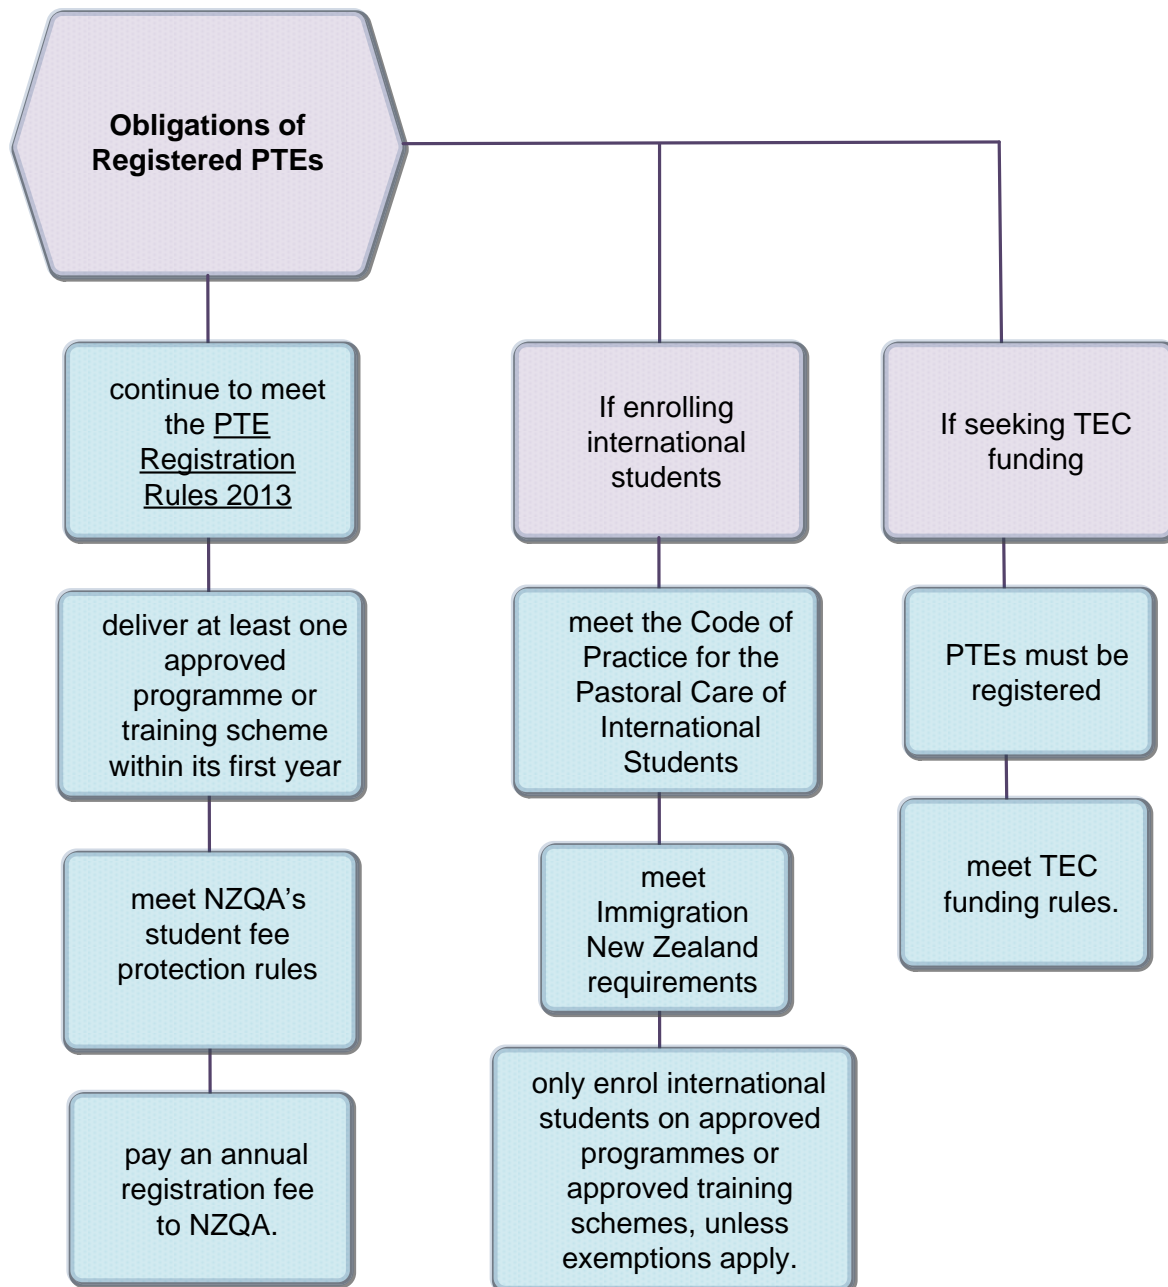 Obligations of
Registered PTEs
continue to meet
the PTE
Registration
Rules 2013
deliver at least one
approved
programme or
training scheme
within its first year
meet NZQA’s
student fee
protection rules
pay an annual
registration fee
to NZQA.
If enrolling
international
students
meet the Code of
Practice for the
Pastoral Care of
International
Students
meet
Immigration
New Zealand
requirements
only enrol international
students on approved
programmes or
approved training
schemes, unless
exemptions apply.
If seeking TEC
funding
PTEs must be
registered
meet TEC
funding rules.